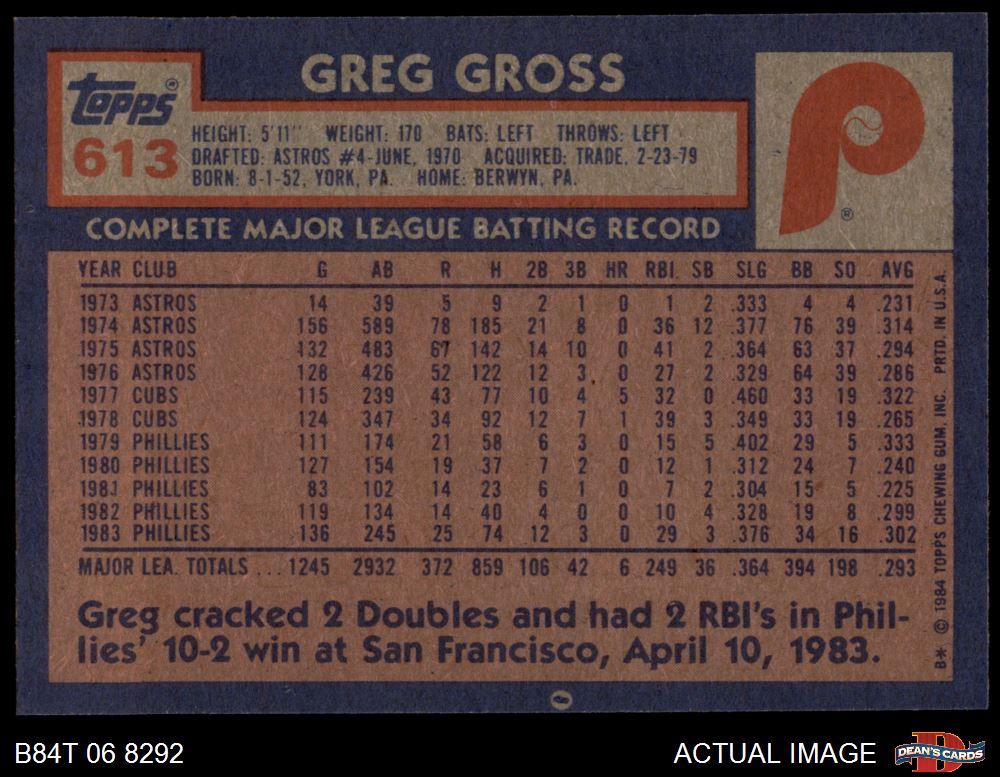 GREG GROSS
Topps®
613
HEIGHT: 5'11" WEIGHT: 170 BATS: LEFT THROWS: LEFT
DRAFTED: ASTROS #4-JUNE, 1970 ACQUIRED: TRADE, 2-23-79
BORN: 8-1-52, YORK, PA. HOME: BERWYN, PA.
P
®
COMPLETE MAJOR LEAGUE BATTING RECORD
YEAR CLUB G AB R H 2B 3B HR RBI SB SLG BB SO AVG
1973 ASTROS 14 39 5 9 2 1 0 1 2 .333 4 4 .231
1974 ASTROS 156 589 78 185 21 8 0 36 12 .377 76 39 .314
1975 ASTROS 132 483 67 142 14 10 0 41 2 .364 63 37 .294
1976 ASTROS 128 426 52 122 12 3 0 27 2 .329 64 39 .286
1977 CUBS 115 239 43 77 10 4 5 32 0 .460 33 19 .322
1978 CUBS 124 347 34 92 12 7 1 39 3 .349 33 19 .265
1979 PHILLIES 111 174 21 58 6 3 0 15 5 .402 29 5 .333
1980 PHILLIES 127 154 19 37 7 2 0 12 1 .312 24 7 .240
1981 PHILLIES 83 102 14 23 6 1 0 7 2 .304 15 5 .225
1982 PHILLIES 119 134 14 40 4 0 0 10 4 .328 19 8 .299
1983 PHILLIES 136 245 25 74 12 3 0 29 3 .376 34 16 .302
MAJOR LEA. TOTALS ... 1245 2932 372 859 106 42 6 249 36 .364 394 198 .293
Greg cracked 2 Doubles and had 2 RBI's in Phil-
lies' 10-2 win at San Francisco, April 10, 1983.
B* © 1984 TOPPS CHEWING GUM, INC. PRTD. IN U.S.A.
B84T 06 8292
ACTUAL IMAGE
D
DEAN'S CARDS